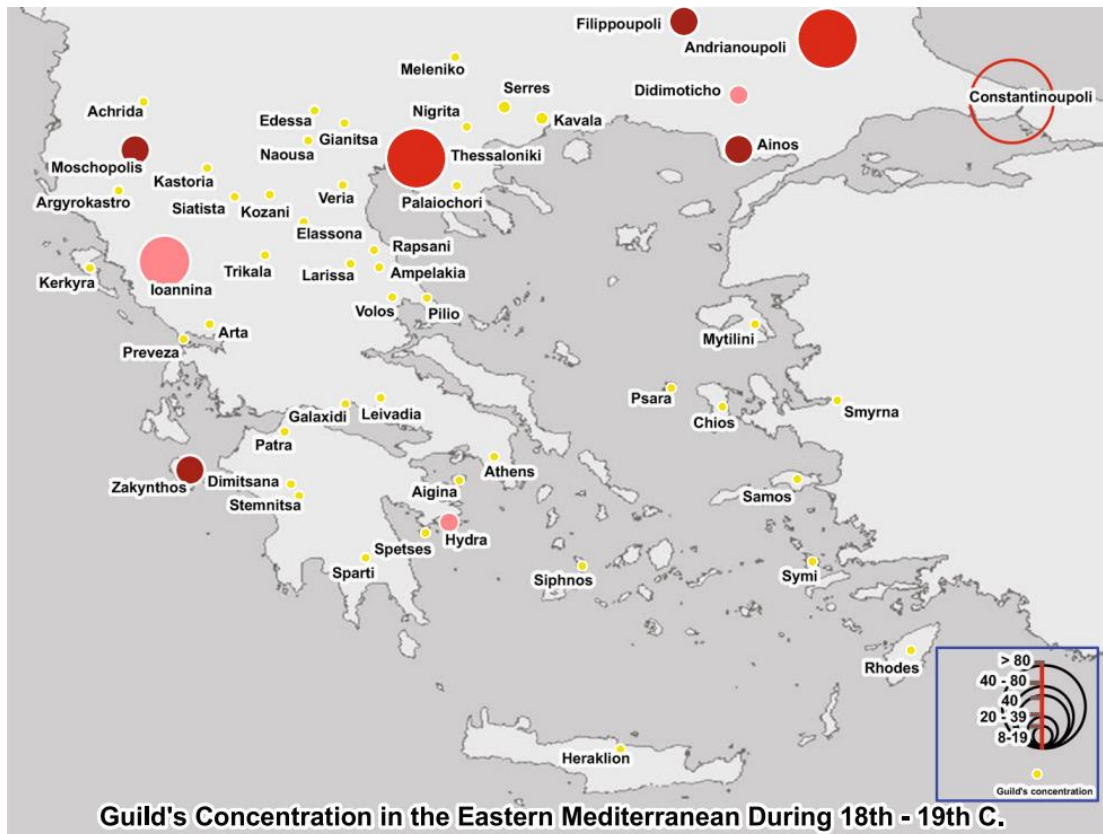 Filippoupoli
Andrianoupoli
Meleniko
Serres
Didimoticho
Constantinoupoli
Achrida
Edessa
Nigrita
Gianitsa
Kavala
Naousa
Ainos
Thessaloniki
Moschopolis
Kastoria
Veria
Argyrokastro
Siatista
Kozani
Palaiochori
Elassona
Rapsani
Kerkyra
Ioannina
Trikala
Larissa
Ampelakia
Volos
Pilio
Arta
Preveza
Mytilini
Psara
Galaxidi
Leivadia
Chios
Smyrna
Patra
Zakynthos
Dimitsana
Athens
Aigina
Samos
Stemnitsa
Hydra
Spetses
Sparti
Siphnos
Symi
Rhodes
> 80
40 - 80
40
20 - 39
8-19
Heraklion
Guild's concentration
Guild's Concentration in the Eastern Mediterranean During 18th - 19th C.